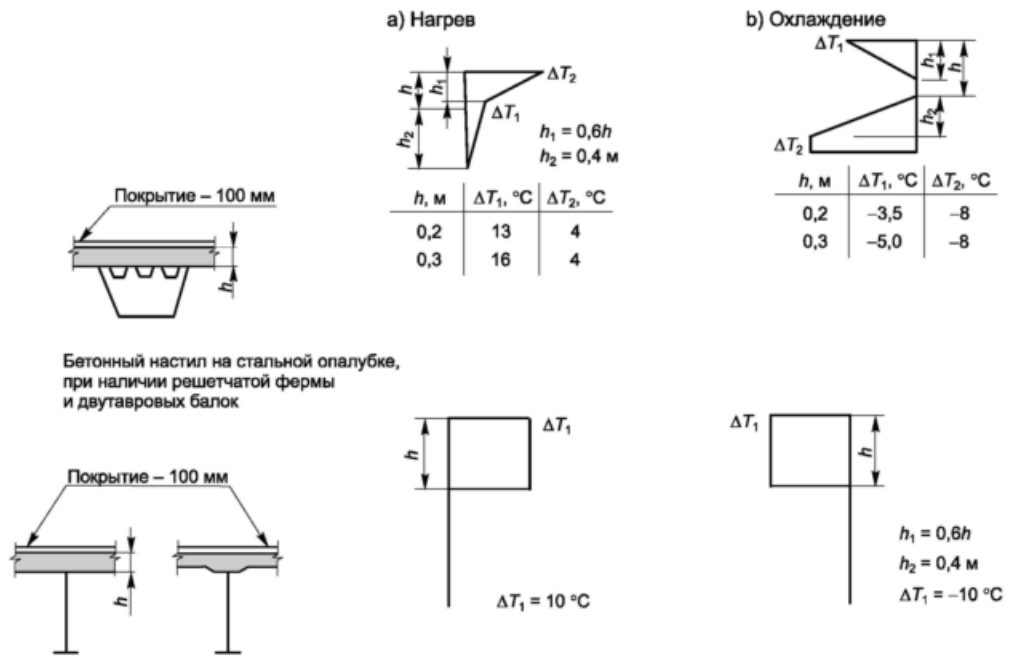 a) Нагрев
ΔT₂
h
h₁
ΔT₁
h₂
h₁ = 0,6h
h₂ = 0,4 м
h, м ΔT₁, °C ΔT₂, °C
0,2 13 4
0,3 16 4
b) Охлаждение
ΔT₁
h₁
h
h₂
ΔT₂
h, м ΔT₁, °C ΔT₂, °C
0,2 –3,5 –8
0,3 –5,0 –8
Покрытие – 100 мм
h
Бетонный настил на стальной опалубке,
при наличии решетчатой фермы
и двутавровых балок
Покрытие – 100 мм
h
ΔT₁
h
ΔT₁ = 10 °C
ΔT₁
h
h₁ = 0,6h
h₂ = 0,4 м
ΔT₁ = –10 °C